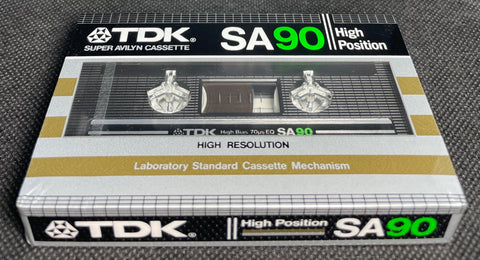 TDK SA90 High Position
SUPER AVILYN CASSETTE
TDK High Bias 70μs EQ SA90
HIGH RESOLUTION
Laboratory Standard Cassette Mechanism
TDK High Position SA90